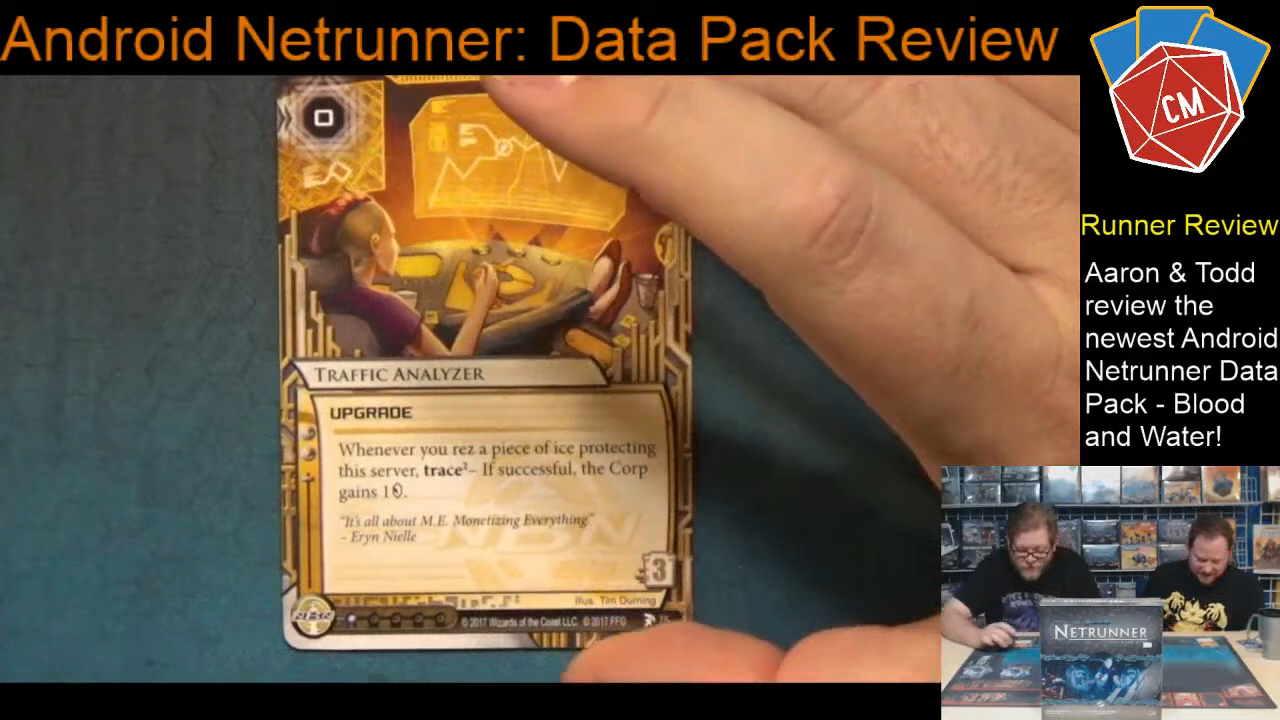 Android Netrunner: Data Pack Review
CM
Runner Review
Aaron & Todd
review the
newest Android
Netrunner Data
Pack - Blood
and Water!
TRAFFIC ANALYZER
UPGRADE
Whenever you rez a piece of ice protecting
this server, trace²– If successful, the Corp
gains 1
"It's all about M.E. Monetizing Everything"
- Eryn Nielle
NBN
3
Illus. Tim Durning
NBN
© 2017 Wizards of the Coast LLC © 2017 FFG
NETRUNNER